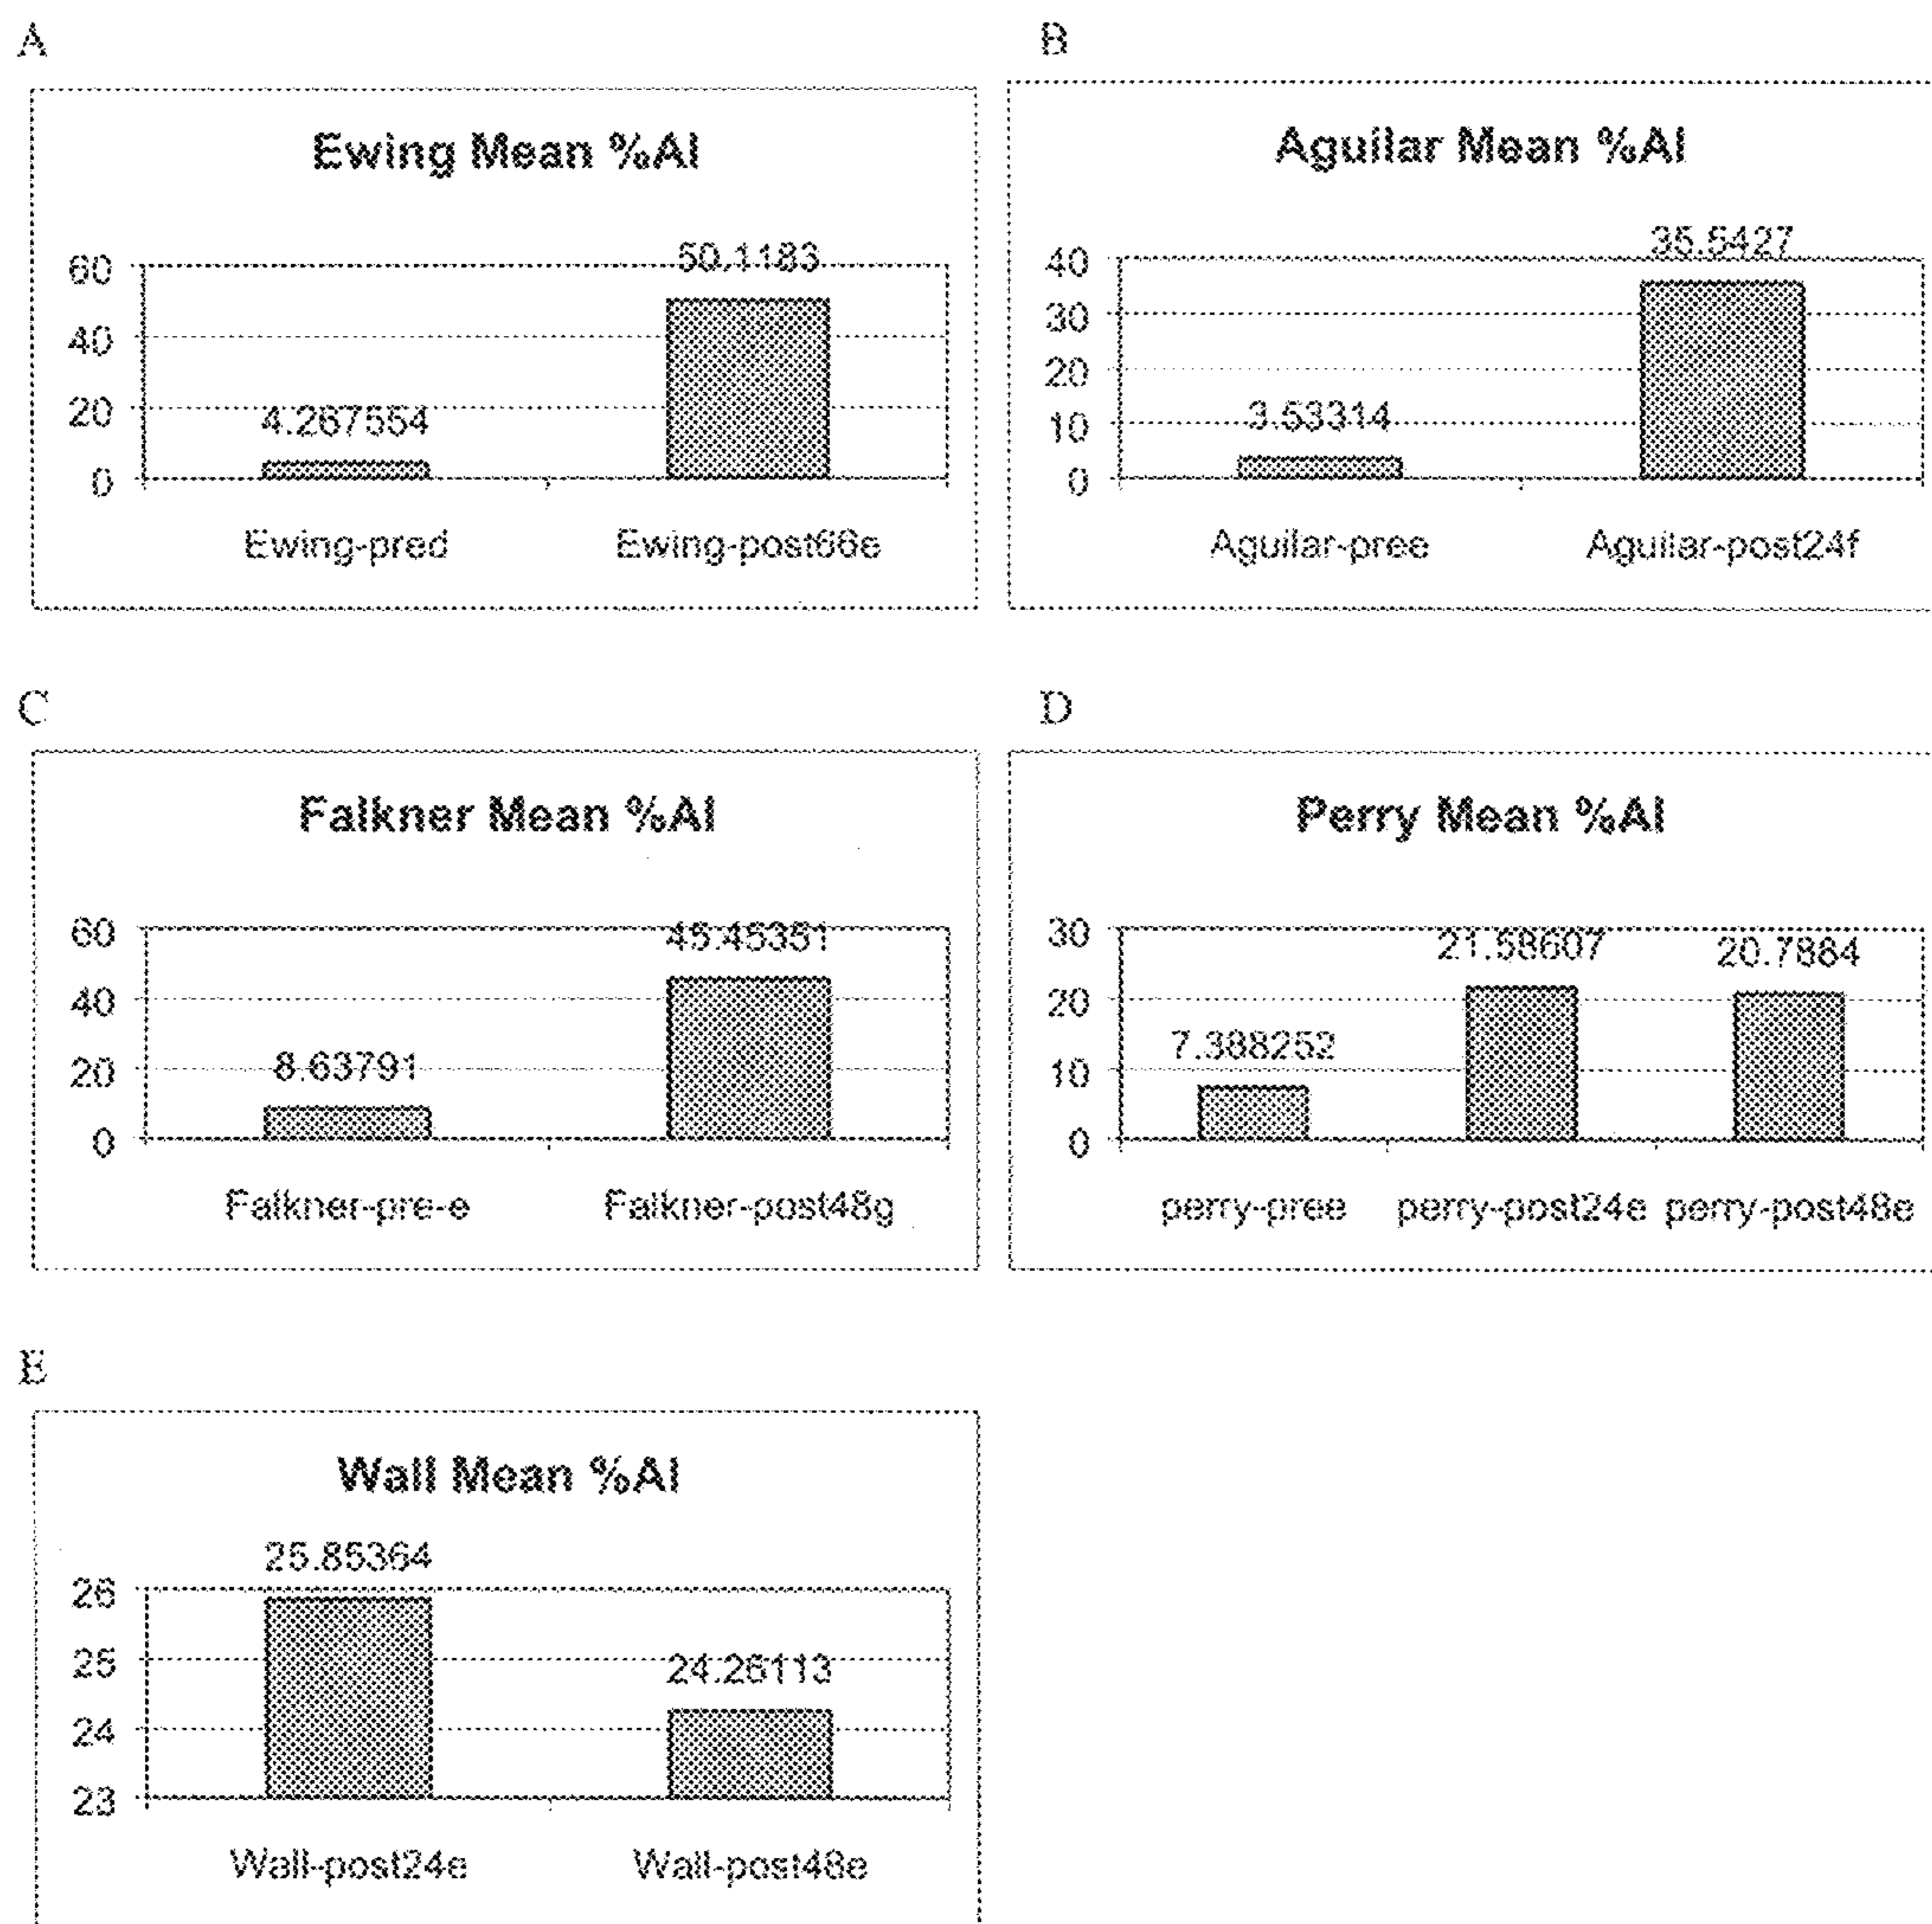 A
Ewing Mean %AI
60
40
20
0
4.267554
50.1183
Ewing-pred
Ewing-post66e
B
Aguilar Mean %AI
40
30
20
10
0
3.53314
35.5427
Aguilar-pree
Aguilar-post24f
C
Falkner Mean %AI
60
40
20
0
8.63791
45.45351
Falkner-pre-e
Falkner-post48g
D
Perry Mean %AI
30
20
10
0
7.388252
21.58607
20.7884
perry-pree
perry-post24e
perry-post48e
E
Wall Mean %AI
26
25
24
23
25.85364
24.26113
Wall-post24e
Wall-post48e